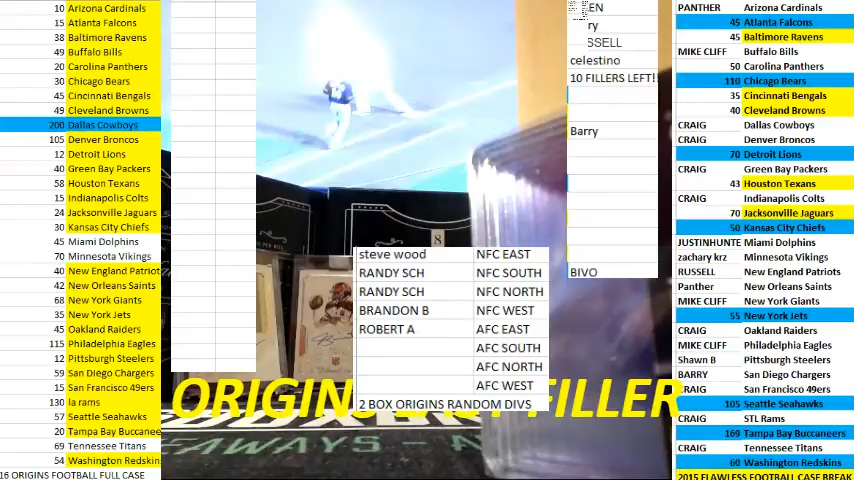 10 Arizona Cardinals
15 Atlanta Falcons
38 Baltimore Ravens
49 Buffalo Bills
20 Carolina Panthers
30 Chicago Bears
45 Cincinnati Bengals
49 Cleveland Browns
200 Dallas Cowboys
105 Denver Broncos
12 Detroit Lions
40 Green Bay Packers
58 Houston Texans
15 Indianapolis Colts
24 Jacksonville Jaguars
30 Kansas City Chiefs
45 Miami Dolphins
70 Minnesota Vikings
40 New England Patriot
42 New Orleans Saints
68 New York Giants
35 New York Jets
45 Oakland Raiders
115 Philadelphia Eagles
12 Pittsburgh Steelers
59 San Diego Chargers
15 San Francisco 49ers
130 la rams
57 Seattle Seahawks
20 Tampa Bay Buccanee
69 Tennessee Titans
54 Washington Redskin
16 ORIGINS FOOTBALL FULL CASE
8
steve wood NFC EAST
RANDY SCH NFC SOUTH
RANDY SCH NFC NORTH
BRANDON B NFC WEST
ROBERT A AFC EAST
AFC SOUTH
AFC NORTH
AFC WEST
2 BOX ORIGINS RANDOM DIVS
FILLER
EN
ry
SSELL
celestino
10 FILLERS LEFT!!
Barry
BIVO
PANTHER Arizona Cardinals
45 Atlanta Falcons
45 Baltimore Ravens
MIKE CLIFF Buffalo Bills
50 Carolina Panthers
110 Chicago Bears
35 Cincinnati Bengals
40 Cleveland Browns
CRAIG Dallas Cowboys
CRAIG Denver Broncos
70 Detroit Lions
CRAIG Green Bay Packers
43 Houston Texans
CRAIG Indianapolis Colts
70 Jacksonville Jaguars
50 Kansas City Chiefs
JUSTINHUNTE Miami Dolphins
zachary krz Minnesota Vikings
RUSSELL New England Patriots
Panther New Orleans Saints
MIKE CLIFF New York Giants
55 New York Jets
CRAIG Oakland Raiders
MIKE CLIFF Philadelphia Eagles
Shawn B Pittsburgh Steelers
BARRY San Diego Chargers
CRAIG San Francisco 49ers
105 Seattle Seahawks
CRAIG STL Rams
169 Tampa Bay Buccaneers
CRAIG Tennessee Titans
60 Washington Redskins
2015 FLAWLESS FOOTBALL CASE BREAK